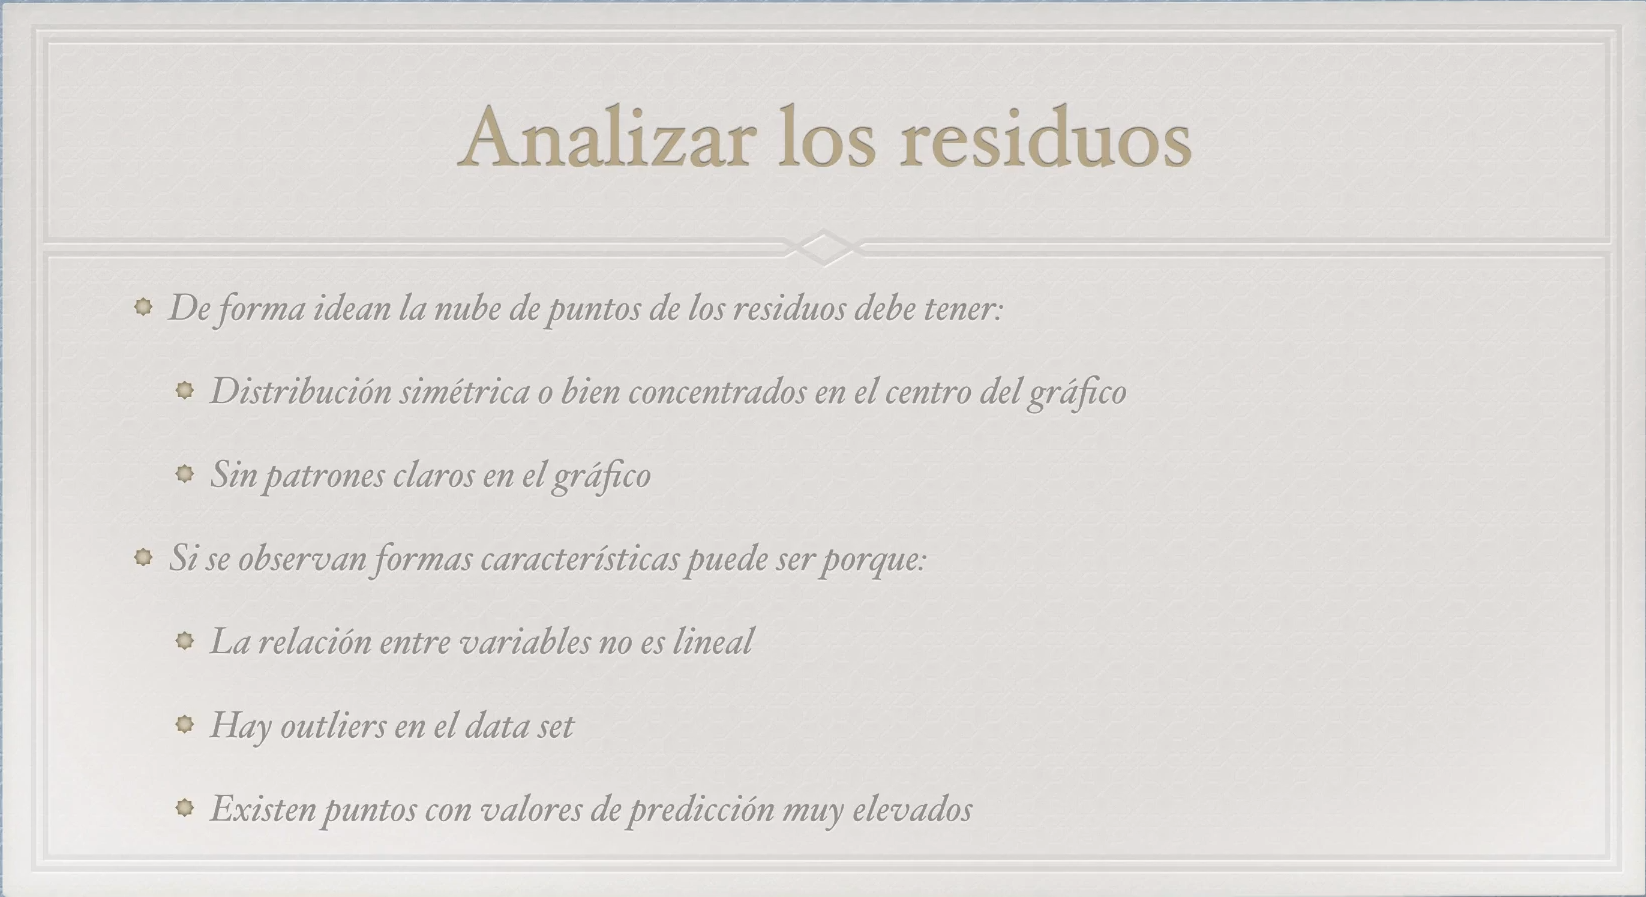 Analizar los residuos
De forma idean la nube de puntos de los residuos debe tener:
Distribución simétrica o bien concentrados en el centro del gráfico
Sin patrones claros en el gráfico
Si se observan formas características puede ser porque:
La relación entre variables no es lineal
Hay outliers en el data set
Existen puntos con valores de predicción muy elevados